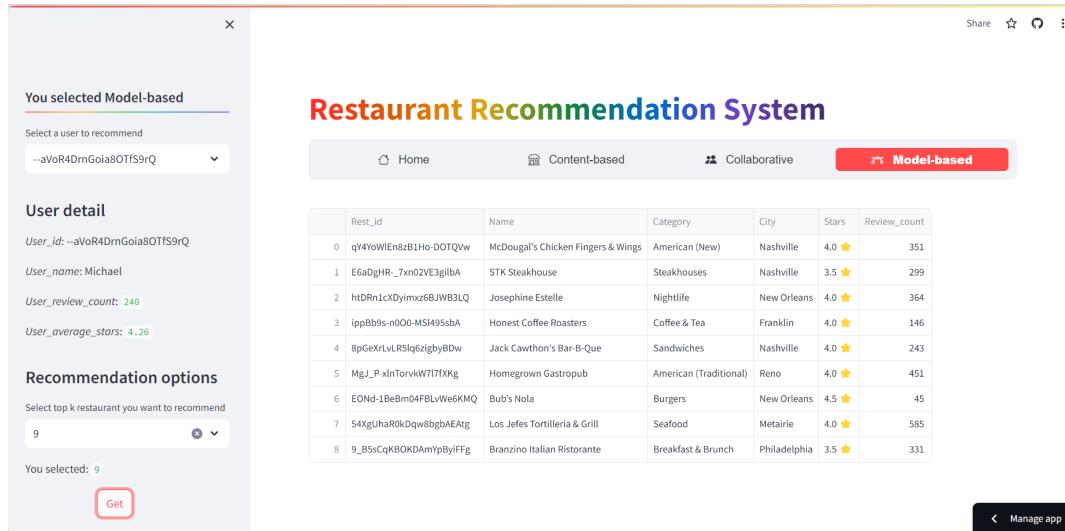 Share
You selected Model-based
Select a user to recommend
--aVoR4DrnGoia8OTfS9rQ
User detail
User_id: --aVoR4DrnGoia8OTfS9rQ
User_name: Michael
User_review_count: 240
User_average_stars: 4.26
Recommendation options
Select top k restaurant you want to recommend
9
You selected: 9
Get
Restaurant Recommendation System
Home Content-based Collaborative Model-based
Rest_id Name Category City Stars Review_count
0 qY4YoWlEn8zB1Ho-DOTQVw McDougal's Chicken Fingers & Wings American (New) Nashville 4.0 ⭐ 351
1 E6aDgHR-_7xn02VE3gilbA STK Steakhouse Steakhouses Nashville 3.5 ⭐ 299
2 htDRn1cXDyimxz6BJWB3LQ Josephine Estelle Nightlife New Orleans 4.0 ⭐ 364
3 ippBb9s-n0O0-MSl495sbA Honest Coffee Roasters Coffee & Tea Franklin 4.0 ⭐ 146
4 8pGeXrLvLR5lq6zigbyBDw Jack Cawthon's Bar-B-Que Sandwiches Nashville 4.0 ⭐ 243
5 MgJ_P-xlnTorvkW7l7fXKg Homegrown Gastropub American (Traditional) Reno 4.0 ⭐ 451
6 EONd-1BeBm04FBLvWe6KMQ Bub's Nola Burgers New Orleans 4.5 ⭐ 45
7 54XgUhaR0kDqw8bgbAEAtg Los Jefes Tortilleria & Grill Seafood Metairie 4.0 ⭐ 585
8 9_B5sCqKBOKDAmYpByiFFg Branzino Italian Ristorante Breakfast & Brunch Philadelphia 3.5 ⭐ 331
Manage app